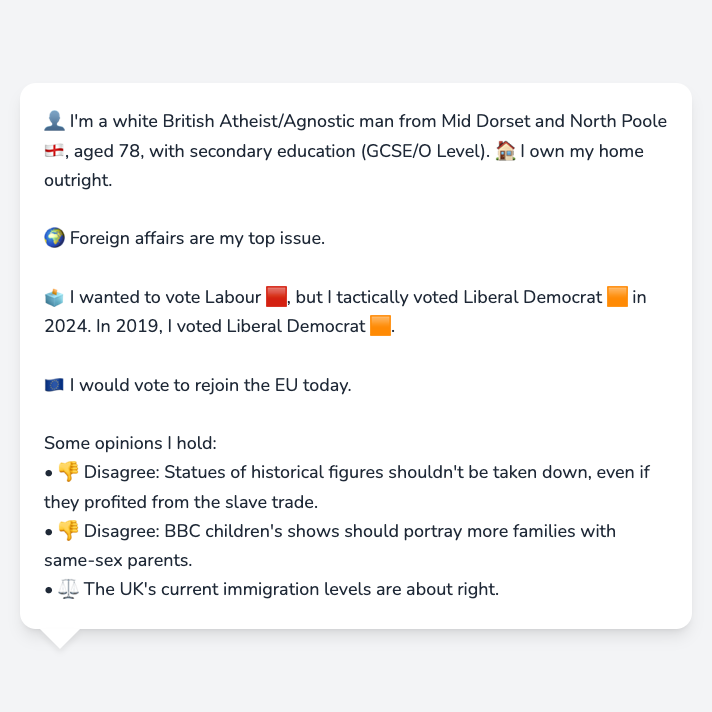 👤 I'm a white British Atheist/Agnostic man from Mid Dorset and North Poole
🏴󠁧󠁢󠁥󠁮󠁧󠁿, aged 78, with secondary education (GCSE/O Level). 🏠 I own my home
outright.
🌍 Foreign affairs are my top issue.
🗳️ I wanted to vote Labour 🟥, but I tactically voted Liberal Democrat 🟧 in
2024. In 2019, I voted Liberal Democrat 🟧.
🇪🇺 I would vote to rejoin the EU today.
Some opinions I hold:
• 👎 Disagree: Statues of historical figures shouldn't be taken down, even if
they profited from the slave trade.
• 👎 Disagree: BBC children's shows should portray more families with
same-sex parents.
• ⚖️ The UK's current immigration levels are about right.